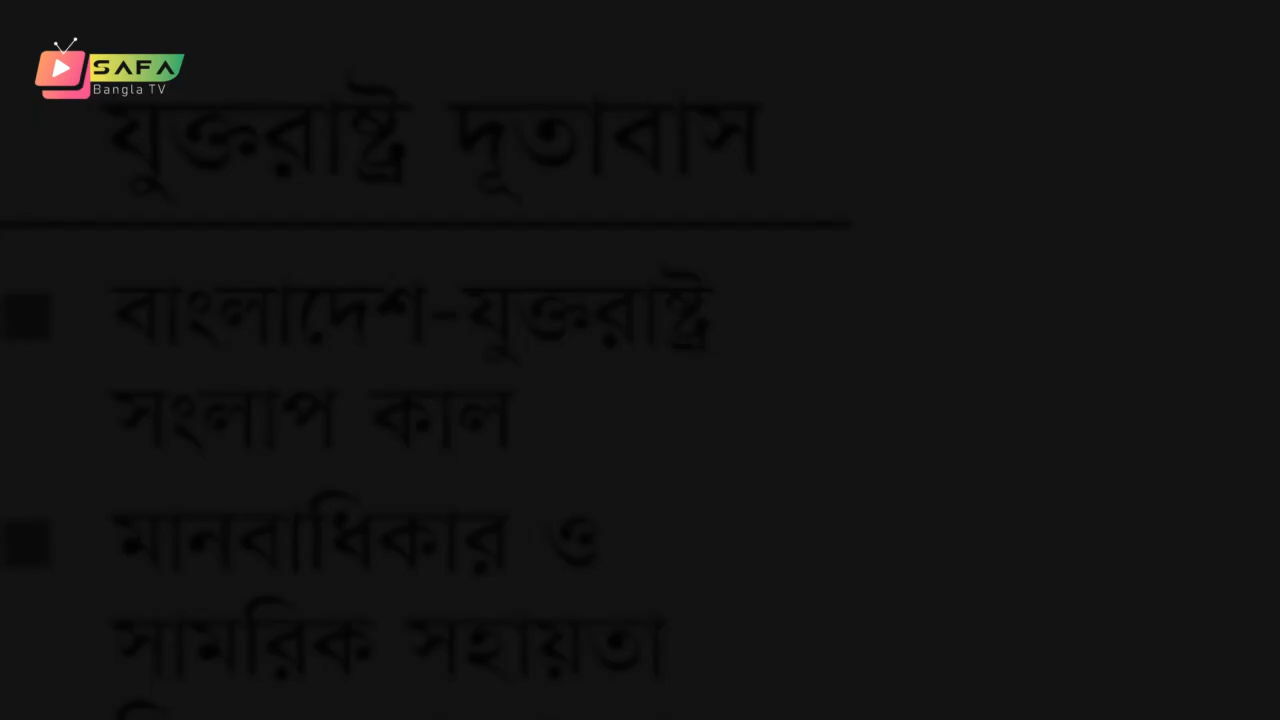 SAFA
Bangla TV
যুক্তরাষ্ট্র দূতাবাস
বাংলাদেশ-যুক্তরাষ্ট্র
সংলাপ কাল
মানবাধিকার ও
সামরিক সহায়তা